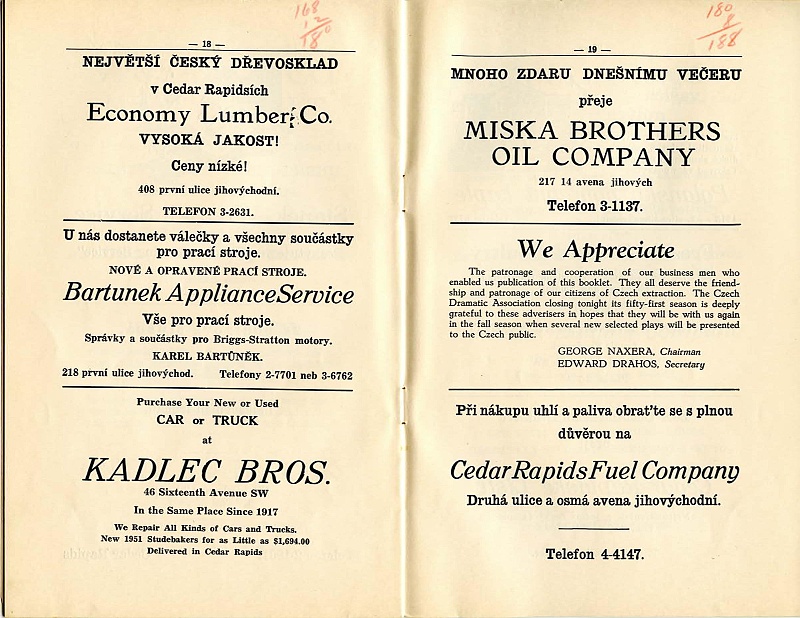 168
12
180
— 18 —
NEJVĚTŠÍ ČESKÝ DŘEVOSKLAD
v Cedar Rapidsích
Economy Lumber Co.
VYSOKÁ JAKOST!
Ceny nízké!
408 první ulice jihovýchodní.
TELEFON 3-2631.
U nás dostanete válečky a všechny součástky
pro prací stroje.
NOVÉ A OPRAVENÉ PRACÍ STROJE.
Bartunek Appliance Service
Vše pro prací stroje.
Správky a součástky pro Briggs-Stratton motory.
KAREL BARTŮNĚK.
218 první ulice jihovýchod. Telefony 2-7701 neb 3-6762
Purchase Your New or Used
CAR or TRUCK
at
KADLEC BROS.
46 Sixteenth Avenue SW
In the Same Place Since 1917
We Repair All Kinds of Cars and Trucks.
New 1951 Studebakers for as Little as $1,694.00
Delivered in Cedar Rapids
180
8
188
— 19 —
MNOHO ZDARU DNEŠNÍMU VEČERU
přeje
MISKA BROTHERS
OIL COMPANY
217 14 avena jihových
Telefon 3-1137.
We Appreciate
The patronage and cooperation of our business men who
enabled us publication of this booklet. They all deserve the friend-
ship and patronage of our citizens of Czech extraction. The Czech
Dramatic Association closing tonight its fifty-first season is deeply
grateful to these advertisers in hopes that they will be with us again
in the fall season when several new selected plays will be presented
to the Czech public.
GEORGE NAXERA, Chairman
EDWARD DRAHOS, Secretary
Při nákupu uhlí a paliva obrat'te se s plnou
důvěrou na
Cedar Rapids Fuel Company
Druhá ulice a osmá avena jihovýchodní.
Telefon 4-4147.